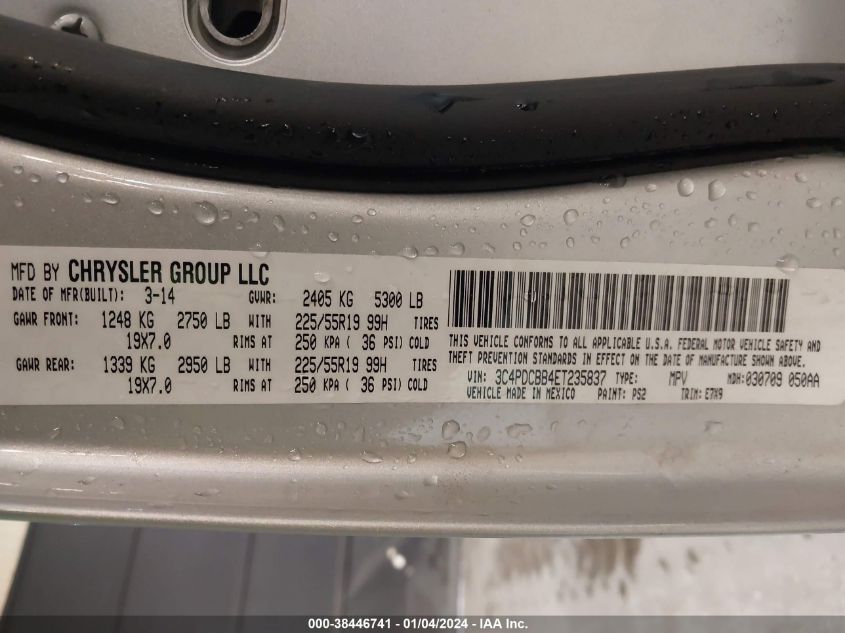 MFD BY CHRYSLER GROUP LLC
DATE OF MFR(BUILT): 3-14 GVWR: 2405 KG 5300 LB
GAWR FRONT: 1248 KG 2750 LB WITH 225/55R19 99H TIRES
19X7.0 RIMS AT 250 KPA ( 36 PSI) COLD
GAWR REAR: 1339 KG 2950 LB WITH 225/55R19 99H TIRES
19X7.0 RIMS AT 250 KPA ( 36 PSI) COLD
THIS VEHICLE CONFORMS TO ALL APPLICABLE U.S.A. FEDERAL MOTOR VEHICLE SAFETY AND
THEFT PREVENTION STANDARDS IN EFFECT ON THE DATE OF MANUFACTURE SHOWN ABOVE.
VIN: 3C4PDCBB4ET235837 TYPE: MPV MDH:030709 050AA
VEHICLE MADE IN MEXICO PAINT: PS2 TRIM: E7X9
000-38446741 - 01/04/2024 - IAA Inc.